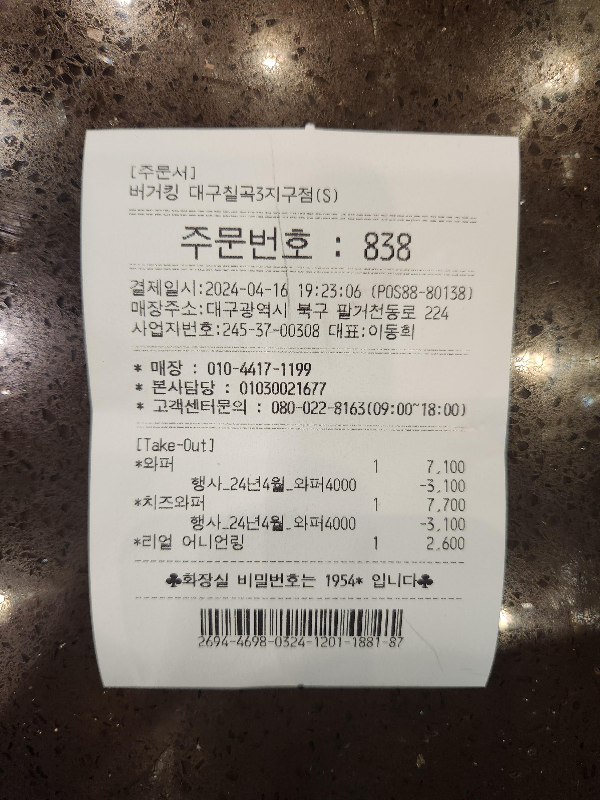 [주문서]
버거킹 대구칠곡3지구점(S)
주문번호 : 838
결제일시:2024-04-16 19:23:06 (POS88-80138)
매장주소:대구광역시 북구 팔거천동로 224
사업자번호:245-37-00308 대표:이동희
* 매장 : 010-4417-1199
* 본사담당 : 01030021677
* 고객센터문의 : 080-022-8163(09:00~18:00)
[Take-Out]
*와퍼 1 7,100
행사_24년4월_와퍼4000 -3,100
*치즈와퍼 1 7,700
행사_24년4월_와퍼4000 -3,100
*리얼 어니언링 1 2,600
♣화장실 비밀번호는 1954* 입니다♣
2694-4698-0324-1201-1881-87